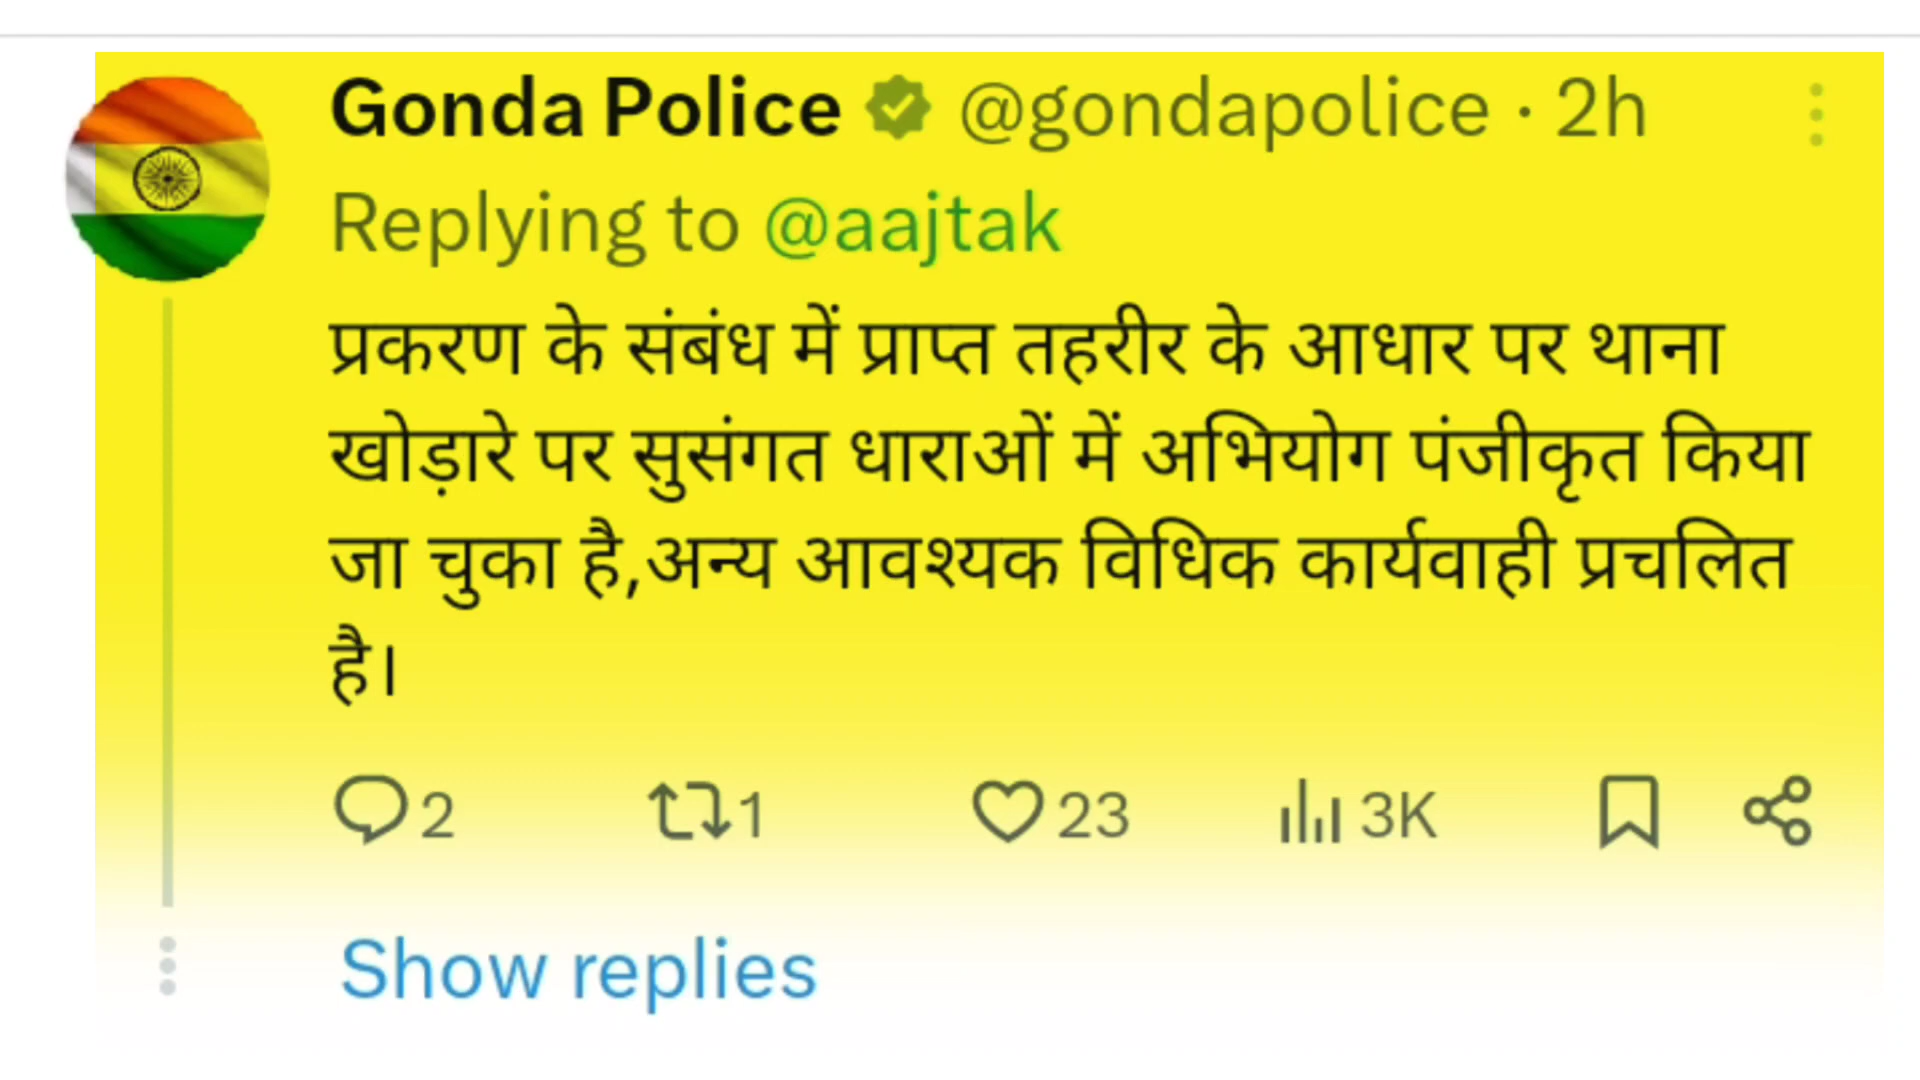 Gonda Police @gondapolice · 2h
Replying to @aajtak
प्रकरण के संबंध में प्राप्त तहरीर के आधार पर थाना
खोड़ारे पर सुसंगत धाराओं में अभियोग पंजीकृत किया
जा चुका है,अन्य आवश्यक विधिक कार्यवाही प्रचलित
है।
2 1 23 3K
Show replies